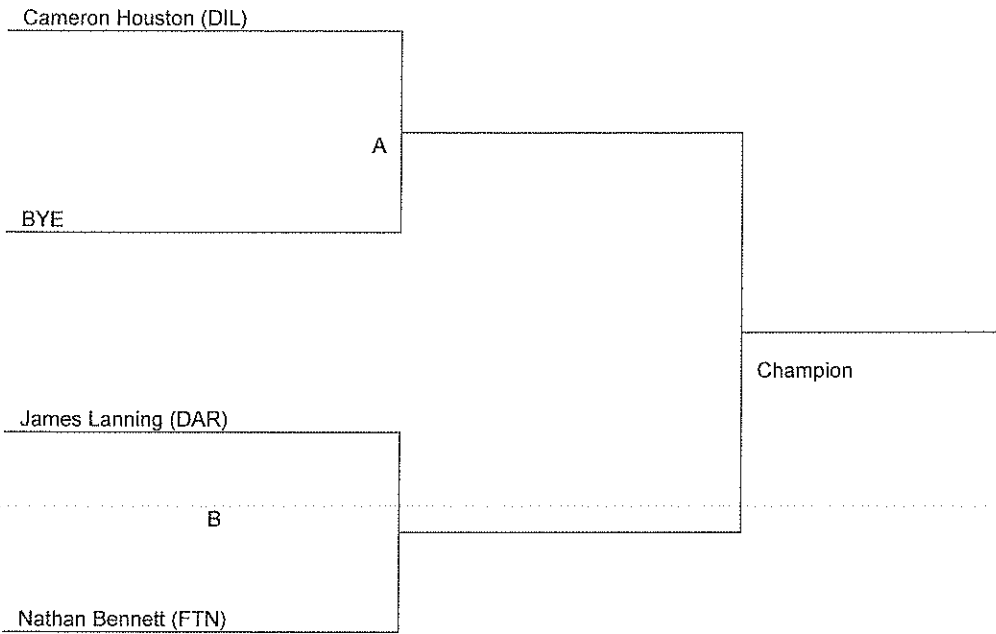 Cameron Houston (DIL)
A
BYE
Champion
James Lanning (DAR)
B
Nathan Bennett (FTN)